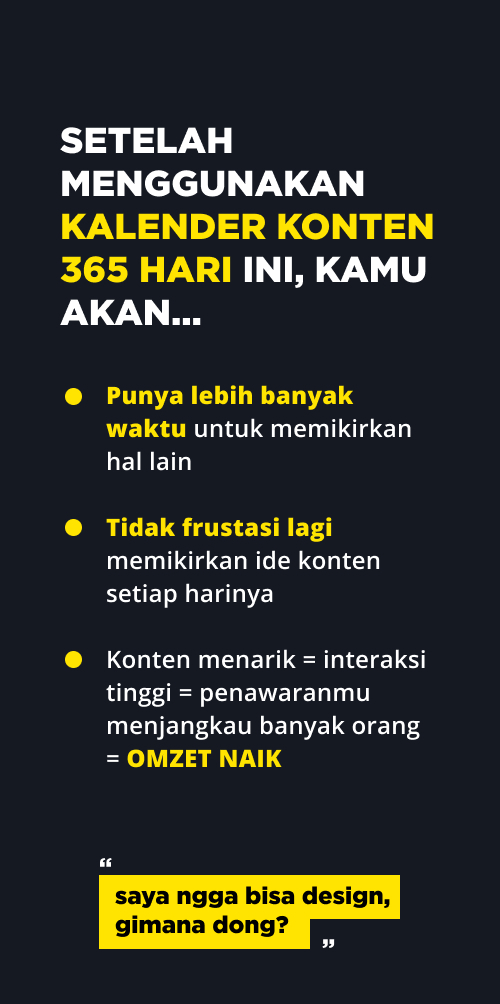 SETELAH
MENGGUNAKAN
KALENDER KONTEN
365 HARI INI, KAMU
AKAN...
Punya lebih banyak
waktu untuk memikirkan
hal lain
Tidak frustasi lagi
memikirkan ide konten
setiap harinya
Konten menarik = interaksi
tinggi = penawaranmu
menjangkau banyak orang
= OMZET NAIK
“
saya ngga bisa design,
gimana dong?
”